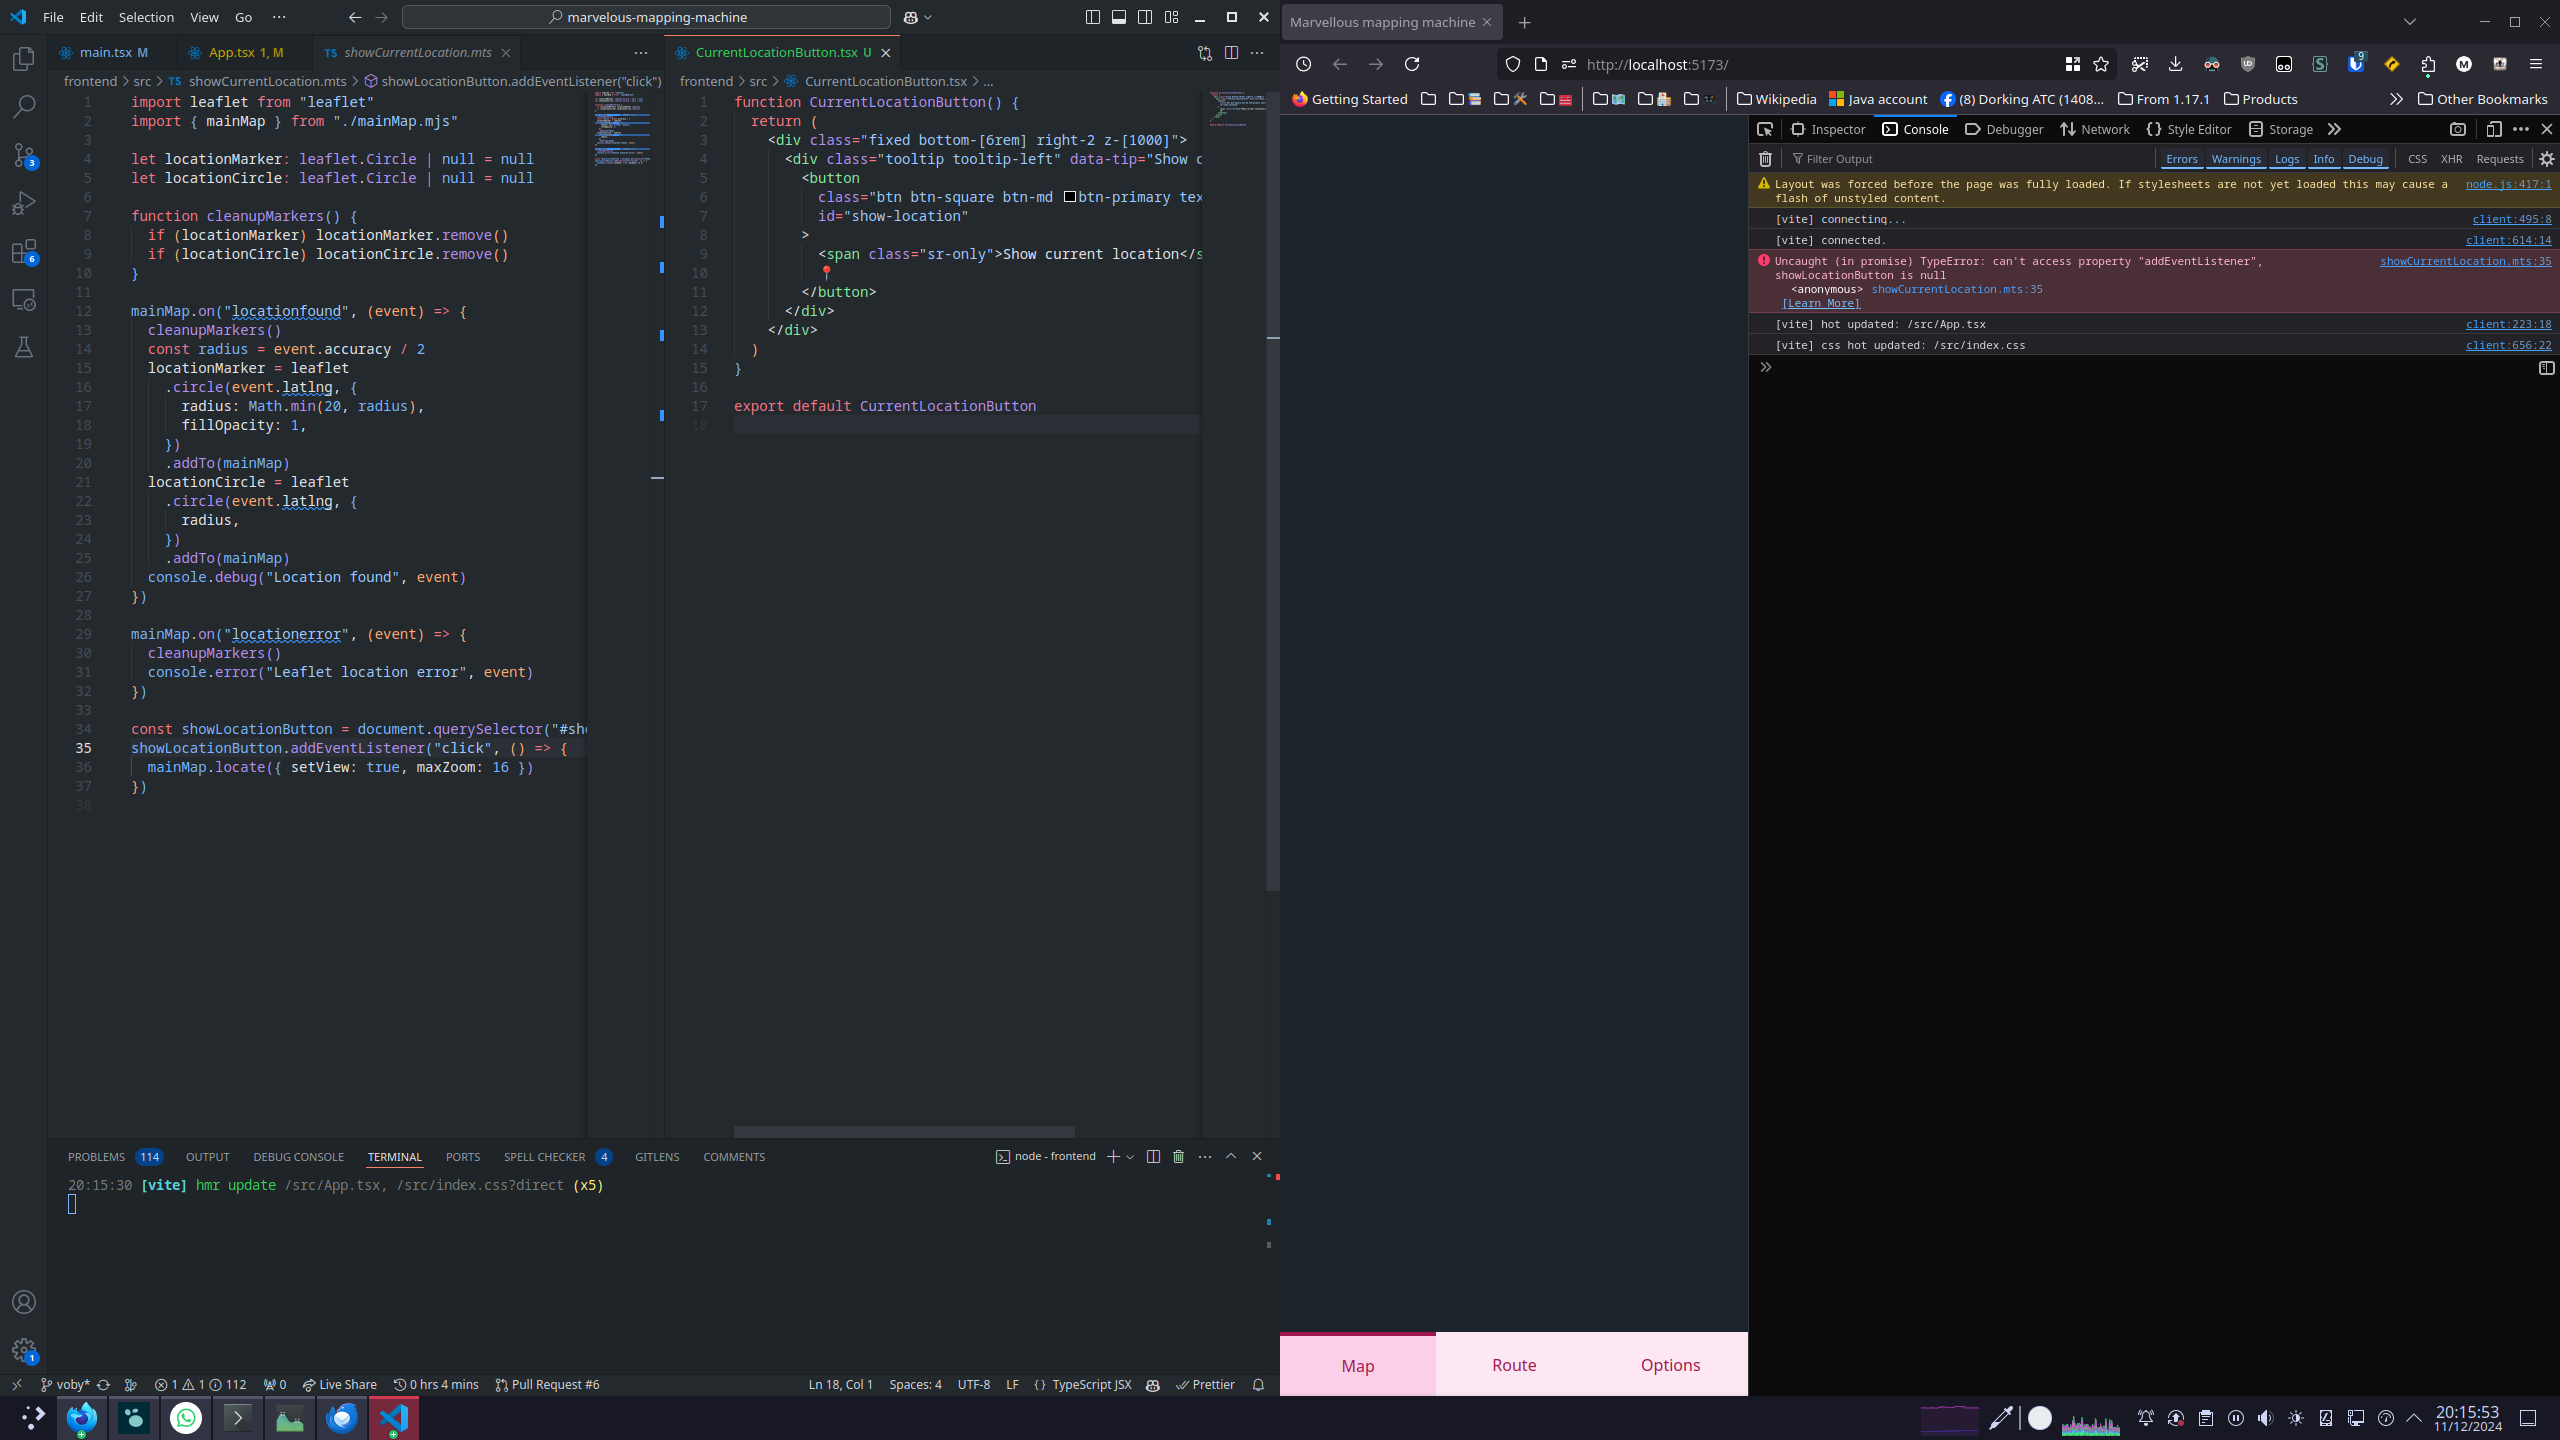 File Edit Selection View Go ···
marvelous-mapping-machine
main.tsx M
App.tsx 1, M
TS showCurrentLocation.mts
CurrentLocationButton.tsx U
frontend > src > TS showCurrentLocation.mts > showLocationButton.addEventListener("click")
1 import leaflet from "leaflet"
2 import { mainMap } from "./mainMap.mjs"
3
4 let locationMarker: leaflet.Circle | null = null
5 let locationCircle: leaflet.Circle | null = null
6
7 function cleanupMarkers() {
8 if (locationMarker) locationMarker.remove()
9 if (locationCircle) locationCircle.remove()
10 }
11
12 mainMap.on("locationfound", (event) => {
13 cleanupMarkers()
14 const radius = event.accuracy / 2
15 locationMarker = leaflet
16 .circle(event.latlng, {
17 radius: Math.min(20, radius),
18 fillOpacity: 1,
19 })
20 .addTo(mainMap)
21 locationCircle = leaflet
22 .circle(event.latlng, {
23 radius,
24 })
25 .addTo(mainMap)
26 console.debug("Location found", event)
27 })
28
29 mainMap.on("locationerror", (event) => {
30 cleanupMarkers()
31 console.error("Leaflet location error", event)
32 })
33
34 const showLocationButton = document.querySelector("#sho
35 showLocationButton.addEventListener("click", () => {
36 mainMap.locate({ setView: true, maxZoom: 16 })
37 })
38
frontend > src > CurrentLocationButton.tsx > ...
1 function CurrentLocationButton() {
2 return (
3 <div class="fixed bottom-[6rem] right-2 z-[1000]">
4 <div class="tooltip tooltip-left" data-tip="Show c
5 <button
6 class="btn btn-square btn-md btn-primary tex
7 id="show-location"
8 >
9 <span class="sr-only">Show current location</s
10 📍
11 </button>
12 </div>
13 </div>
14 )
15 }
16
17 export default CurrentLocationButton
18
PROBLEMS 114 OUTPUT DEBUG CONSOLE TERMINAL PORTS SPELL CHECKER 4 GITLENS COMMENTS
node - frontend
20:15:30 [vite] hmr update /src/App.tsx, /src/index.css?direct (x5)
3
6
1
voby* 1 1 112 0 Live Share 0 hrs 4 mins Pull Request #6
Ln 18, Col 1 Spaces: 4 UTF-8 LF {} TypeScript JSX Prettier
Marvellous mapping machine
http://localhost:5173/
9
Getting Started
Wikipedia Java account (8) Dorking ATC (1408... From 1.17.1 Products
Other Bookmarks
Inspector Console Debugger Network Style Editor Storage
Filter Output
Errors Warnings Logs Info Debug CSS XHR Requests
Layout was forced before the page was fully loaded. If stylesheets are not yet loaded this may cause a node.js:417:1
flash of unstyled content.
[vite] connecting... client:495:8
[vite] connected. client:614:14
Uncaught (in promise) TypeError: can't access property "addEventListener", showCurrentLocation.mts:35
showLocationButton is null
<anonymous> showCurrentLocation.mts:35
[Learn More]
[vite] hot updated: /src/App.tsx client:223:18
[vite] css hot updated: /src/index.css client:656:22
Map
Route
Options
20:15:53
11/12/2024